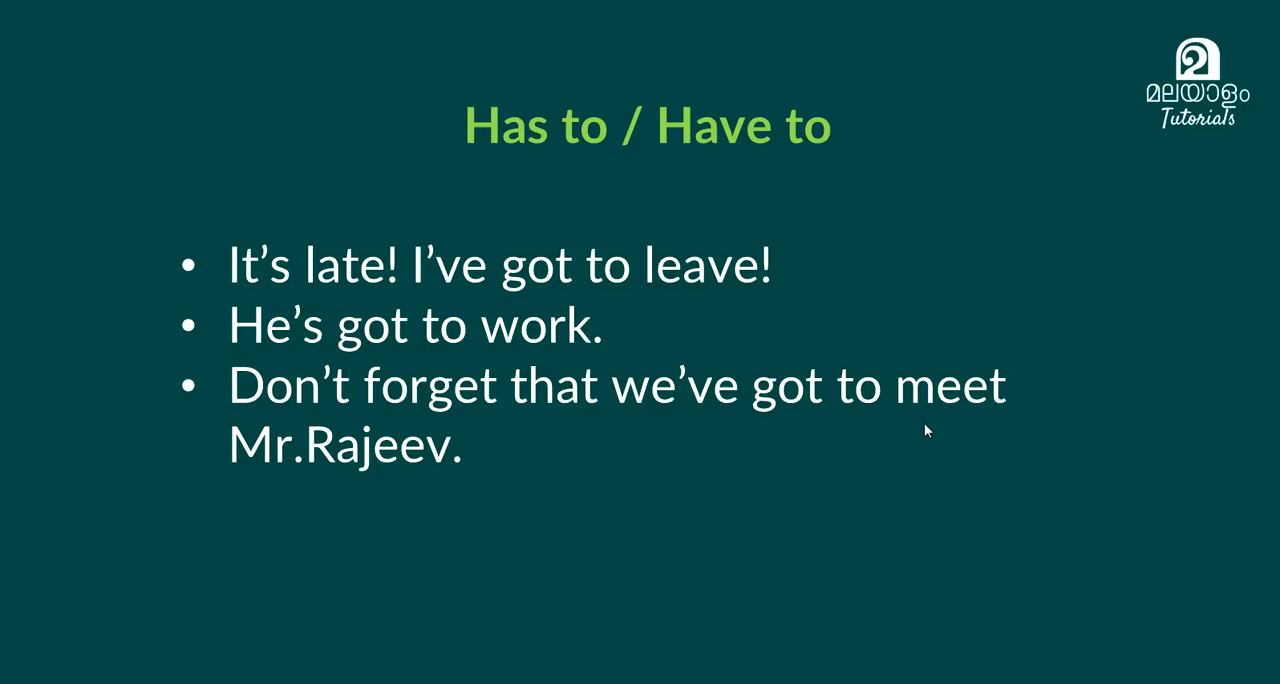 മ
മലയാളം
Tutorials
Has to / Have to
• It’s late! I’ve got to leave!
• He’s got to work.
• Don’t forget that we’ve got to meet
Mr.Rajeev.